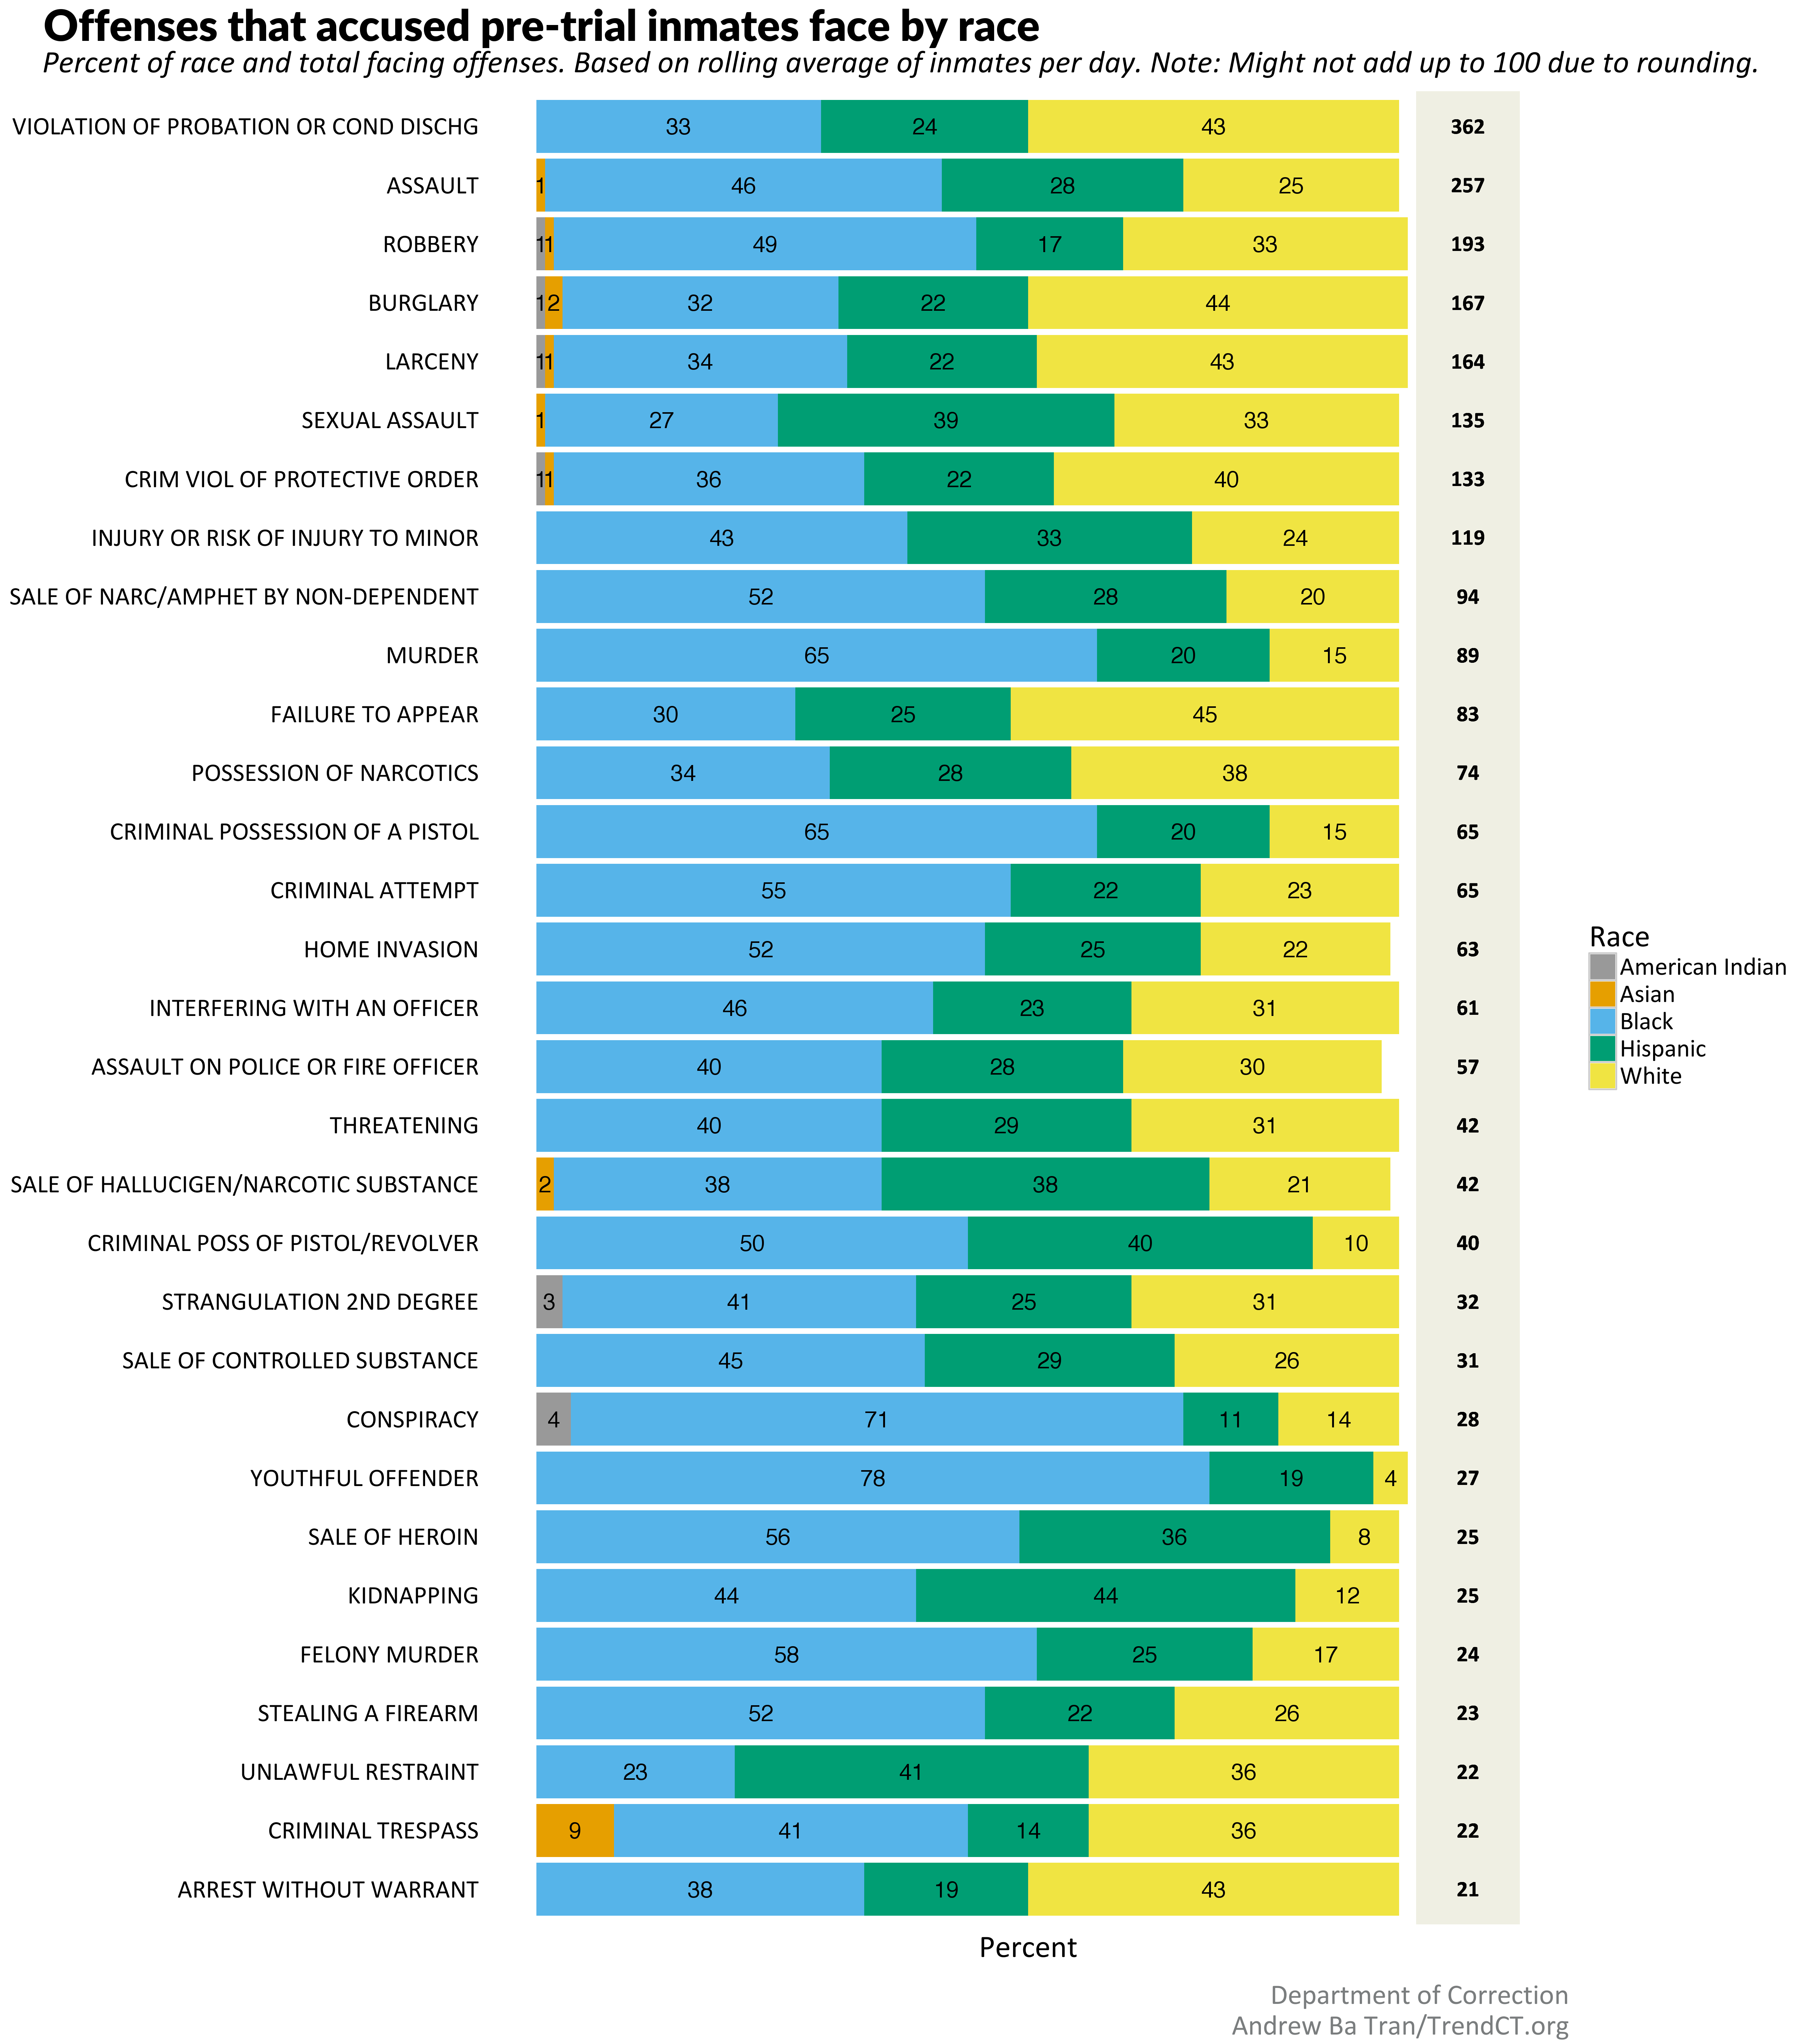 Offenses that accused pre-trial inmates face by race
Percent of race and total facing offenses. Based on rolling average of inmates per day. Note: Might not add up to 100 due to rounding.
VIOLATION OF PROBATION OR COND DISCHG 33 24 43 362
ASSAULT 1 46 28 25 257
ROBBERY 1 1 49 17 33 193
BURGLARY 1 2 32 22 44 167
LARCENY 1 1 34 22 43 164
SEXUAL ASSAULT 1 27 39 33 135
CRIM VIOL OF PROTECTIVE ORDER 1 1 36 22 40 133
INJURY OR RISK OF INJURY TO MINOR 43 33 24 119
SALE OF NARC/AMPHET BY NON-DEPENDENT 52 28 20 94
MURDER 65 20 15 89
FAILURE TO APPEAR 30 25 45 83
POSSESSION OF NARCOTICS 34 28 38 74
CRIMINAL POSSESSION OF A PISTOL 65 20 15 65
CRIMINAL ATTEMPT 55 22 23 65
HOME INVASION 52 25 22 63
INTERFERING WITH AN OFFICER 46 23 31 61
ASSAULT ON POLICE OR FIRE OFFICER 40 28 30 57
THREATENING 40 29 31 42
SALE OF HALLUCIGEN/NARCOTIC SUBSTANCE 2 38 38 21 42
CRIMINAL POSS OF PISTOL/REVOLVER 50 40 10 40
STRANGULATION 2ND DEGREE 3 41 25 31 32
SALE OF CONTROLLED SUBSTANCE 45 29 26 31
CONSPIRACY 4 71 11 14 28
YOUTHFUL OFFENDER 78 19 4 27
SALE OF HEROIN 56 36 8 25
KIDNAPPING 44 44 12 25
FELONY MURDER 58 25 17 24
STEALING A FIREARM 52 22 26 23
UNLAWFUL RESTRAINT 23 41 36 22
CRIMINAL TRESPASS 9 41 14 36 22
ARREST WITHOUT WARRANT 38 19 43 21
Percent
Race
American Indian
Asian
Black
Hispanic
White
Department of Correction
Andrew Ba Tran/TrendCT.org